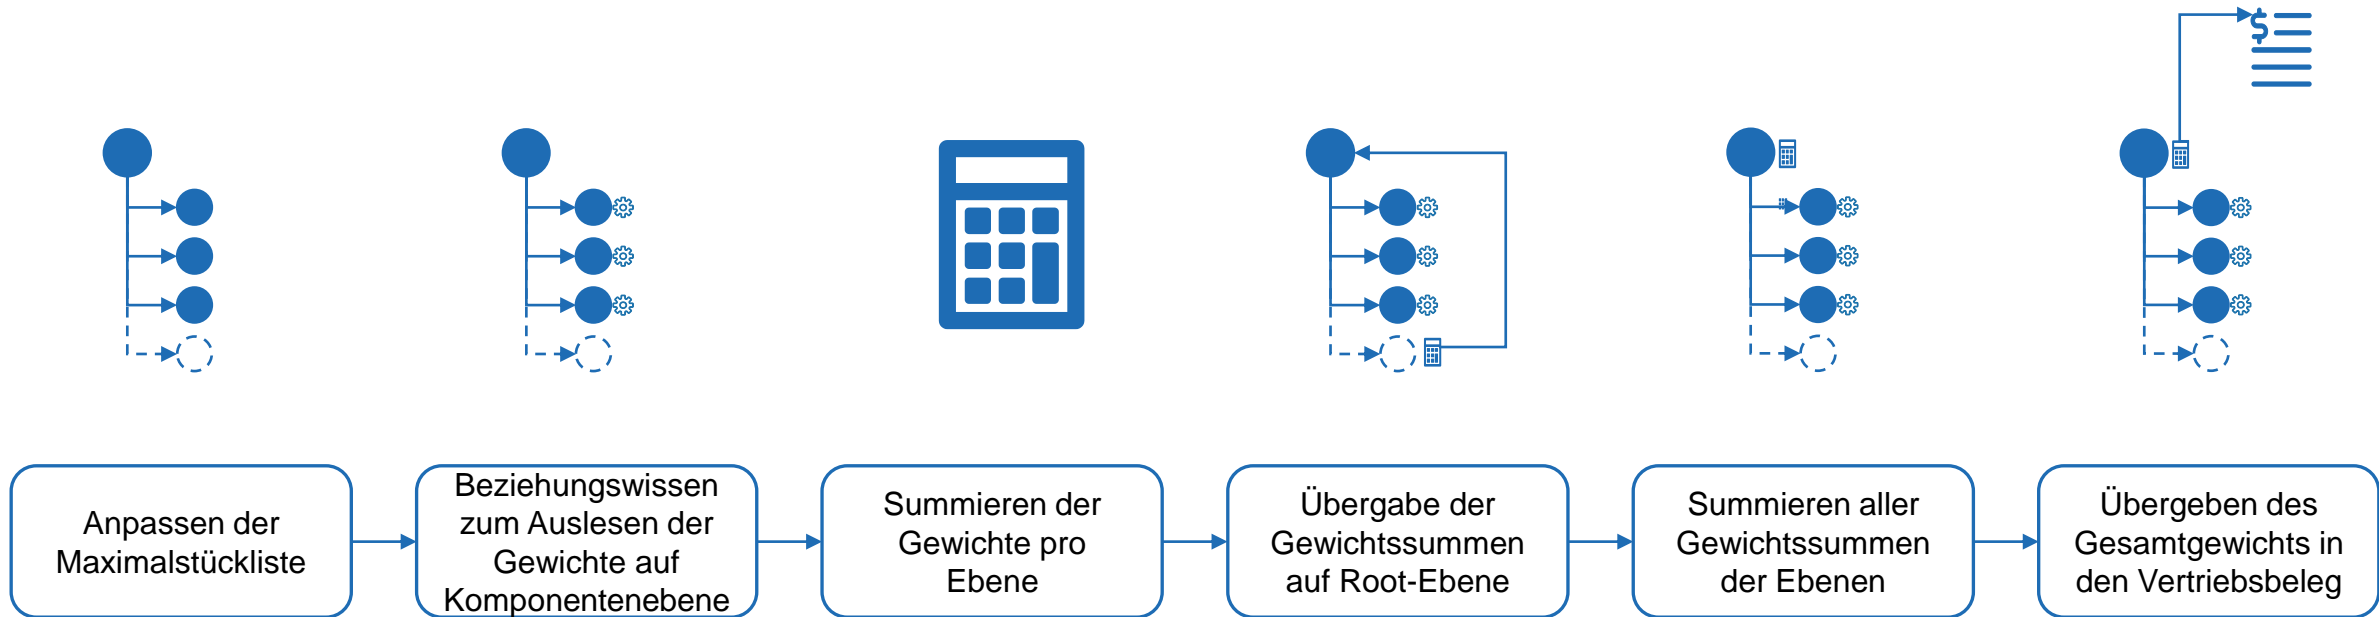 Anpassen der
Maximalstückliste
Beziehungswissen
zum Auslesen der
Gewichte auf
Komponentenebene
Summieren der
Gewichte pro
Ebene
Übergabe der
Gewichtssummen
auf Root-Ebene
Summieren aller
Gewichtssummen
der Ebenen
Übergeben des
Gesamtgewichts in
den Vertriebsbeleg
$